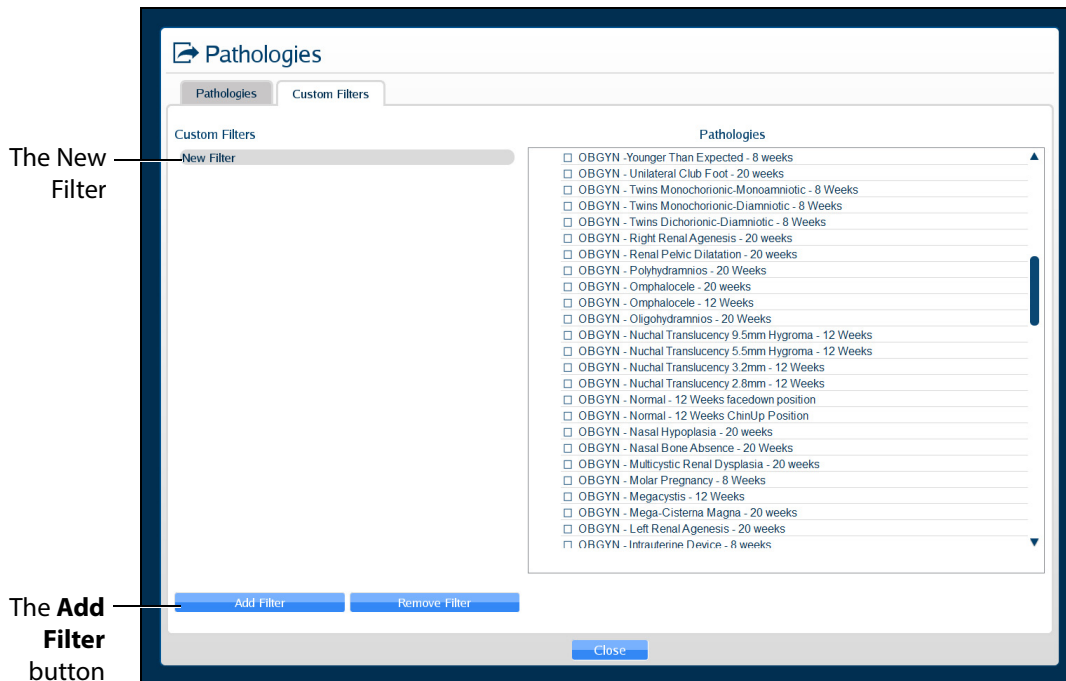 Pathologies
Pathologies
Custom Filters
Custom Filters
Pathologies
The New
Filter
New Filter
OBGYN -Younger Than Expected - 8 weeks
OBGYN - Unilateral Club Foot - 20 weeks
OBGYN - Twins Monochorionic-Monoamniotic - 8 Weeks
OBGYN - Twins Monochorionic-Diamniotic - 8 Weeks
OBGYN - Twins Dichorionic-Diamniotic - 8 Weeks
OBGYN - Right Renal Agenesis - 20 weeks
OBGYN - Renal Pelvic Dilatation - 20 weeks
OBGYN - Polyhydramnios - 20 Weeks
OBGYN - Omphalocele - 20 weeks
OBGYN - Omphalocele - 12 Weeks
OBGYN - Oligohydramnios - 20 Weeks
OBGYN - Nuchal Translucency 9.5mm Hygroma - 12 Weeks
OBGYN - Nuchal Translucency 5.5mm Hygroma - 12 Weeks
OBGYN - Nuchal Translucency 3.2mm - 12 Weeks
OBGYN - Nuchal Translucency 2.8mm - 12 Weeks
OBGYN - Normal - 12 Weeks facedown position
OBGYN - Normal - 12 Weeks ChinUp Position
OBGYN - Nasal Hypoplasia - 20 weeks
OBGYN - Nasal Bone Absence - 20 Weeks
OBGYN - Multicystic Renal Dysplasia - 20 weeks
OBGYN - Molar Pregnancy - 8 Weeks
OBGYN - Megacystis - 12 Weeks
OBGYN - Mega-Cisterna Magna - 20 weeks
OBGYN - Left Renal Agenesis - 20 weeks
OBGYN - Intrauterine Device - 8 weeks
The Add
Filter
button
Add Filter
Remove Filter
Close